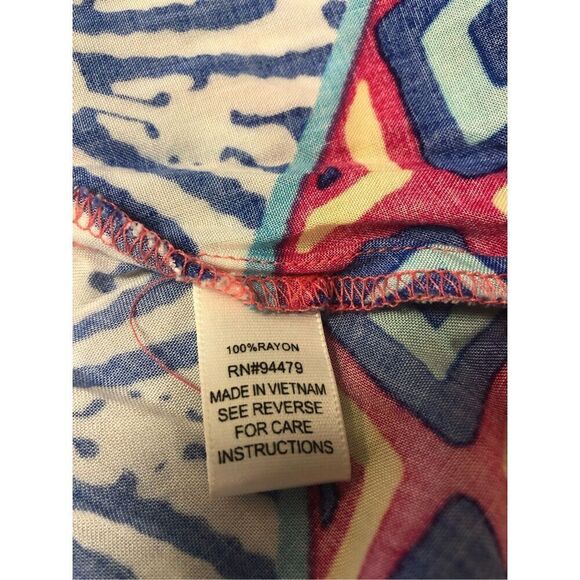 100%RAYON
RN#94479
MADE IN VIETNAM
SEE REVERSE
FOR CARE
INSTRUCTIONS